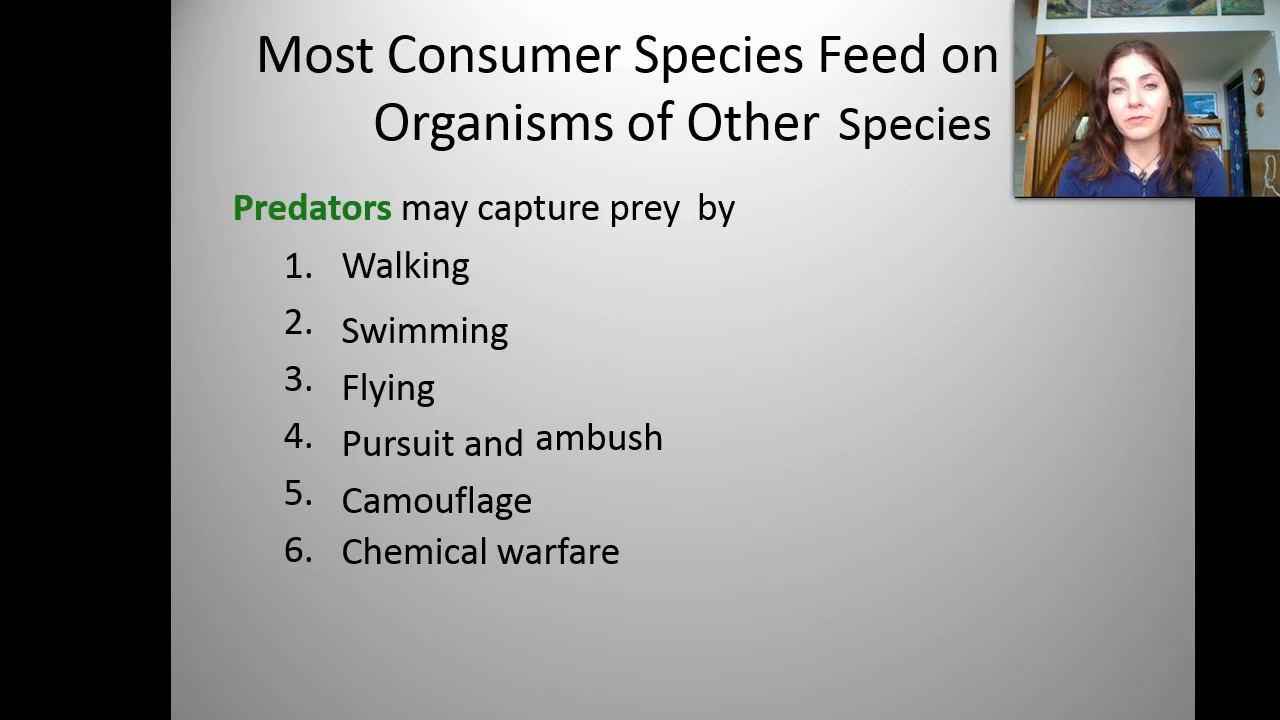 Most Consumer Species Feed on
Organisms of Other Species
Predators may capture prey by
1. Walking
2. Swimming
3. Flying
4. Pursuit and ambush
5. Camouflage
6. Chemical warfare